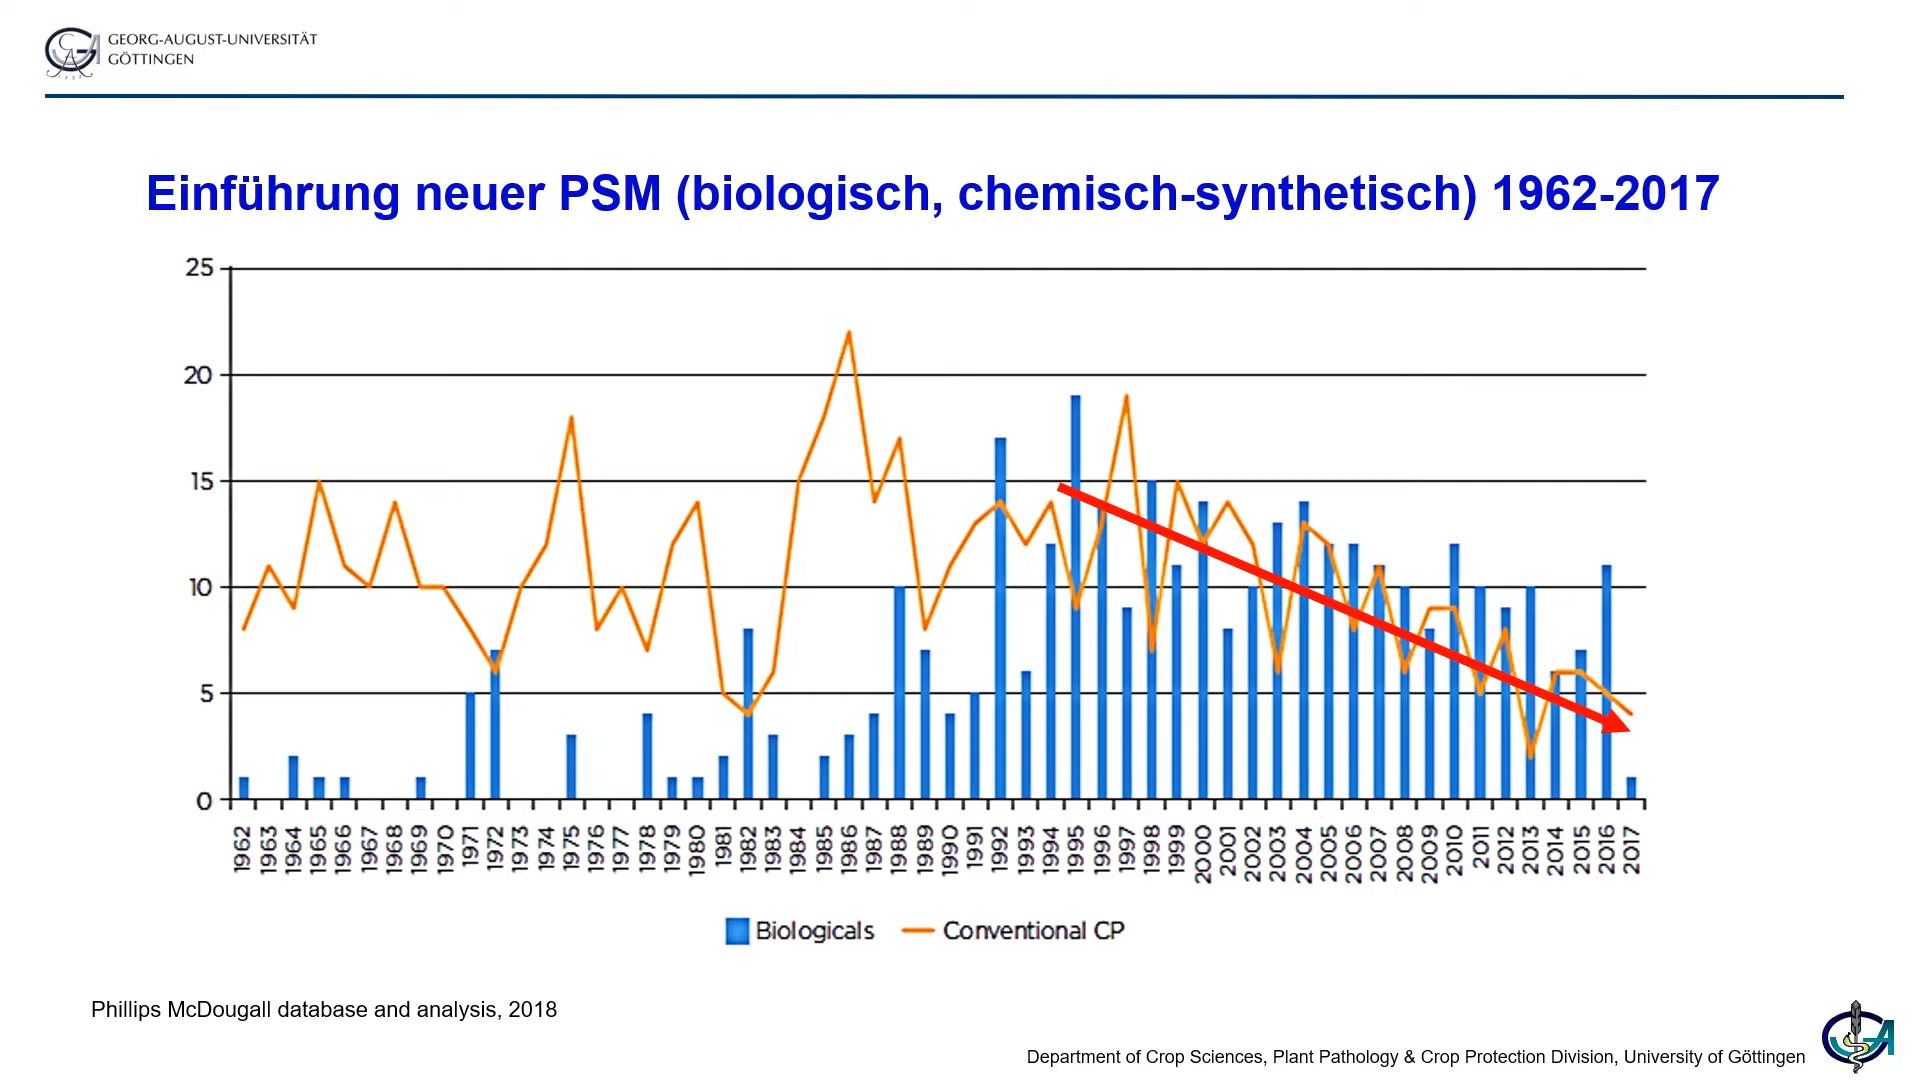 GEORG-AUGUST-UNIVERSITÄT
GÖTTINGEN
Einführung neuer PSM (biologisch, chemisch-synthetisch) 1962-2017
25
20
15
10
5
0
1962 1963 1964 1965 1966 1967 1968 1969 1970 1971 1972 1973 1974 1975 1976 1977 1978 1979 1980 1981 1982 1983 1984 1985 1986 1987 1988 1989 1990 1991 1992 1993 1994 1995 1996 1997 1998 1999 2000 2001 2002 2003 2004 2005 2006 2007 2008 2009 2010 2011 2012 2013 2014 2015 2016 2017
Biologicals Conventional CP
Phillips McDougall database and analysis, 2018
Department of Crop Sciences, Plant Pathology & Crop Protection Division, University of Göttingen